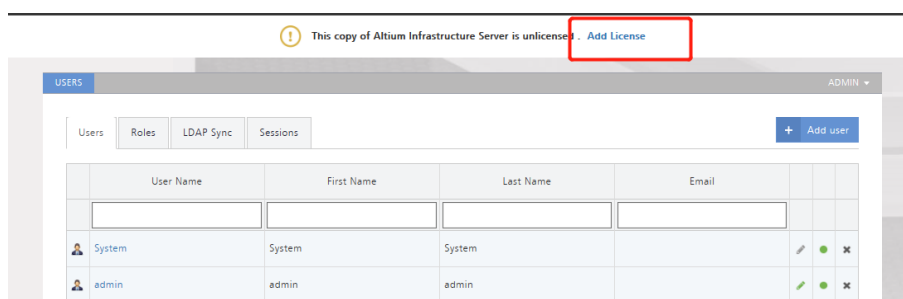 This copy of Altium Infrastructure Server is unlicensed . Add License
USERS ADMIN
Users Roles LDAP Sync Sessions + Add user
User Name First Name Last Name Email
System System System
admin admin admin